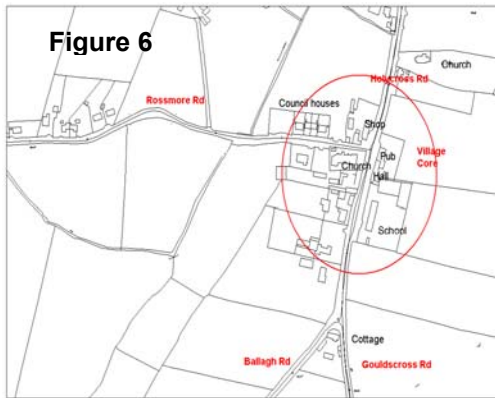 Figure 6
Church
Hollycross Rd
Rossmore Rd
Council houses
Shop
Pub
Village
Core
Church
Hall
School
Cottage
Ballagh Rd
Gouldscross Rd